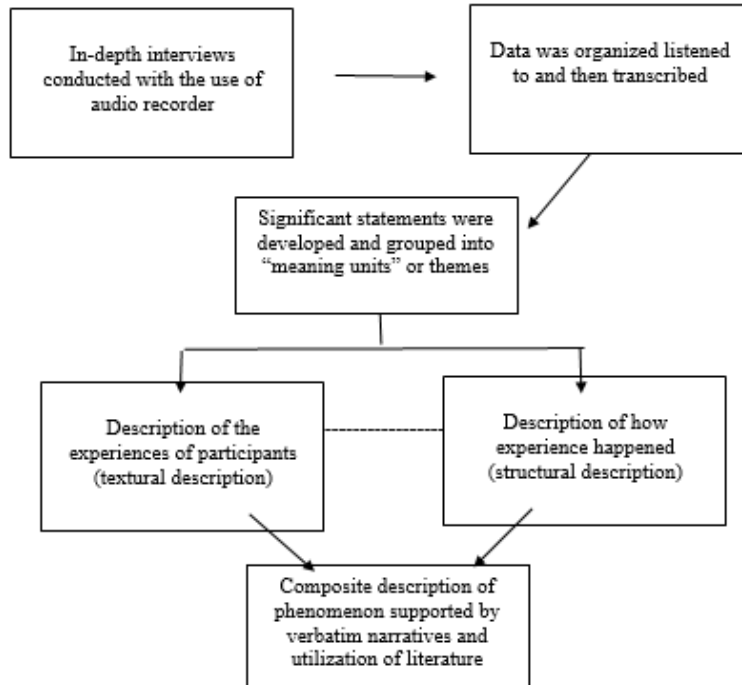 In-depth interviews
conducted with the use of
audio recorder
Data was organized listened
to and then transcribed
Significant statements were
developed and grouped into
“meaning units” or themes
Description of the
experiences of participants
(textural description)
Description of how
experience happened
(structural description)
Composite description of
phenomenon supported by
verbatim narratives and
utilization of literature